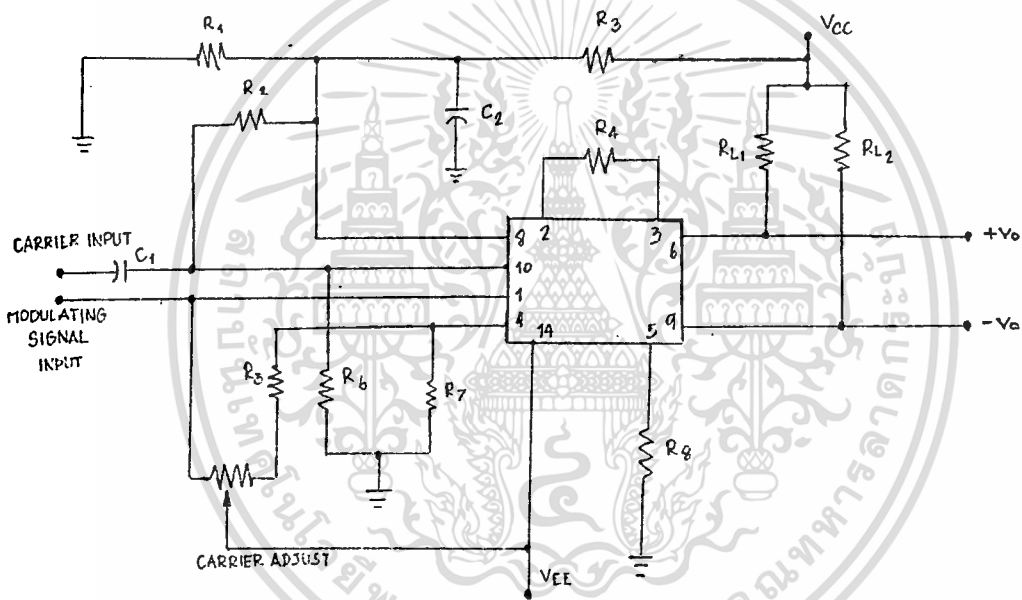 R1
R3
VCC
R2
C2
R4
RL1
RL2
CARRIER INPUT
C1
8
2
3
6
+Vo
10
1
MODULATING
SIGNAL
INPUT
4
14
5
9
-Vo
R3
R6
R7
R8
CARRIER ADJUST
VEE